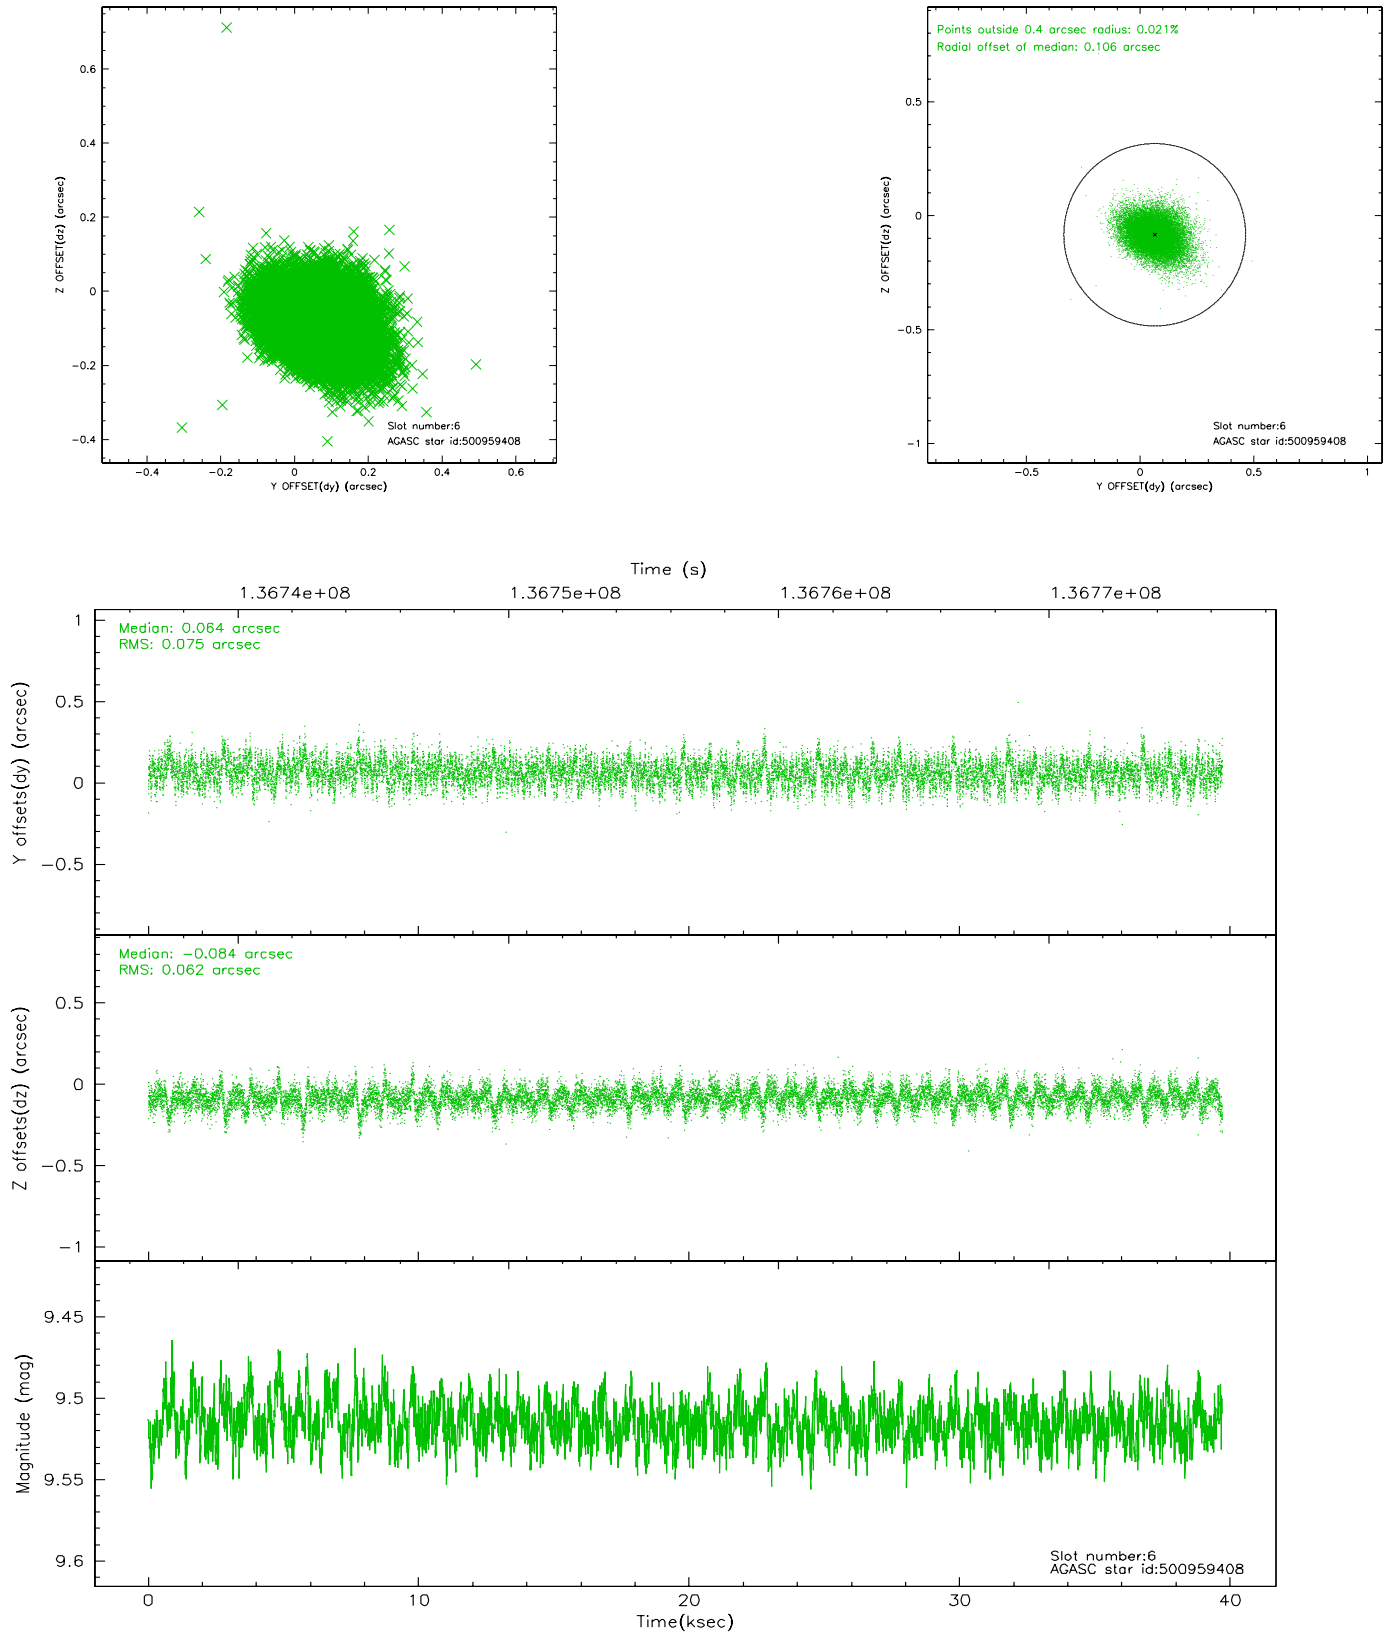 0.6
0.4
0.2
0
−0.2
−0.4
Z OFFSET(dz) (arcsec)
Slot number:6
AGASC star id:500959408
−0.4 −0.2 0 0.2 0.4 0.6
Y OFFSET(dy) (arcsec)
Points outside 0.4 arcsec radius: 0.021%
Radial offset of median: 0.106 arcsec
0.5
0
−0.5
−1
Z OFFSET(dz) (arcsec)
Slot number:6
AGASC star id:500959408
−0.5 0 0.5 1
Y OFFSET(dy) (arcsec)
Time (s)
1.3674e+08 1.3675e+08 1.3676e+08 1.3677e+08
Median: 0.064 arcsec
RMS: 0.075 arcsec
1
0.5
0
−0.5
Y offsets(dy) (arcsec)
Median: −0.084 arcsec
RMS: 0.062 arcsec
0.5
0
−0.5
−1
Z offsets(dz) (arcsec)
9.45
9.5
9.55
9.6
Magnitude (mag)
Slot number:6
AGASC star id:500959408
0 10 20 30 40
Time(ksec)